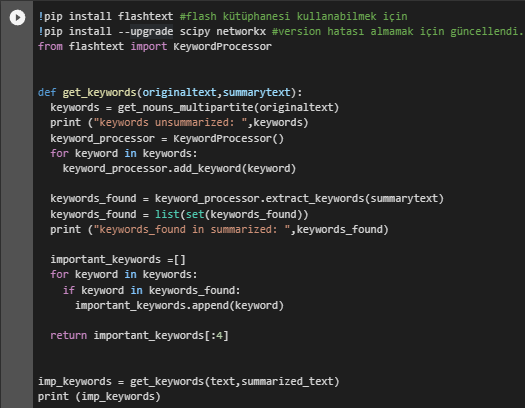 !pip install flashtext #flash kütüphanesi kullanabilmek için
!pip install --upgrade scipy networkx #version hatası almamak için güncellendi.
from flashtext import KeywordProcessor
def get_keywords(originaltext,summarytext):
  keywords = get_nouns_multipartite(originaltext)
  print ("keywords unsummarized: ",keywords)
  keyword_processor = KeywordProcessor()
  for keyword in keywords:
    keyword_processor.add_keyword(keyword)
  keywords_found = keyword_processor.extract_keywords(summarytext)
  keywords_found = list(set(keywords_found))
  print ("keywords_found in summarized: ",keywords_found)
  important_keywords =[]
  for keyword in keywords:
    if keyword in keywords_found:
      important_keywords.append(keyword)
  return important_keywords[:4]
imp_keywords = get_keywords(text,summarized_text)
print (imp_keywords)